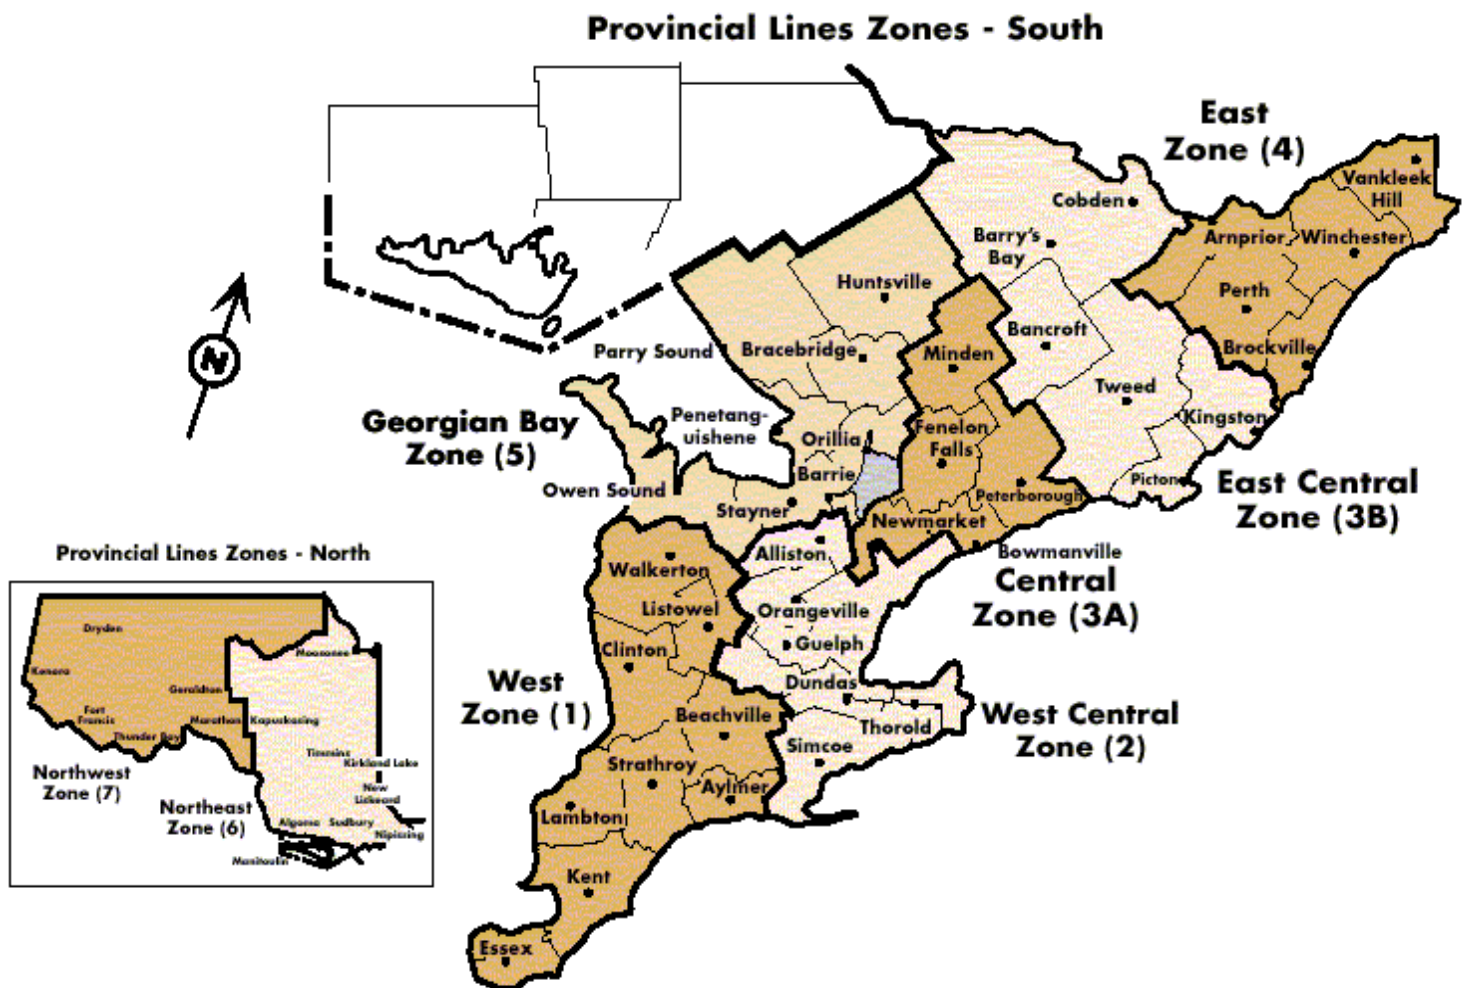 Provincial Lines Zones - South
East
Zone (4)
Vankleek
Hill
Cobden
Arnprior
Winchester
Barry's
Bay
Huntsville
Perth
N
Bancroft
Parry Sound
Bracebridge
Minden
Brockville
Tweed
Georgian Bay
Zone (5)
Penetang-
uishene
Orillia
Fenelon
Falls
Kingston
Barrie
Owen Sound
Picton
East Central
Zone (3B)
Peterborough
Stayner
Newmarket
Alliston
Bowmanville
Central
Zone (3A)
Walkerton
Listowel
Orangeville
Guelph
Clinton
Dundas
West
Zone (1)
Beachville
Thorold
West Central
Zone (2)
Simcoe
Strathroy
Aylmer
Lambton
Kent
Essex
Provincial Lines Zones - North
Dryden
Moosonee
Kenora
Geraldton
Fort
Francis
Marathon
Kapuskasing
Thunder Bay
Timmins
Kirkland Lake
Northwest
Zone (7)
New
Liskeard
Northeast
Zone (6)
Algoma
Sudbury
Nipissing
Manitoulin